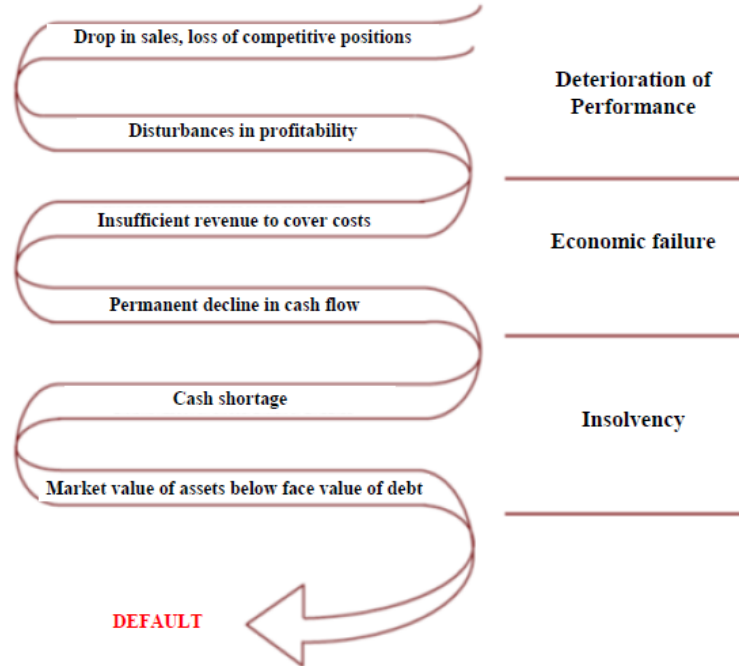 Drop in sales, loss of competitive positions
Deterioration of
Performance
Disturbances in profitability
Insufficient revenue to cover costs
Economic failure
Permanent decline in cash flow
Cash shortage
Insolvency
Market value of assets below face value of debt
DEFAULT